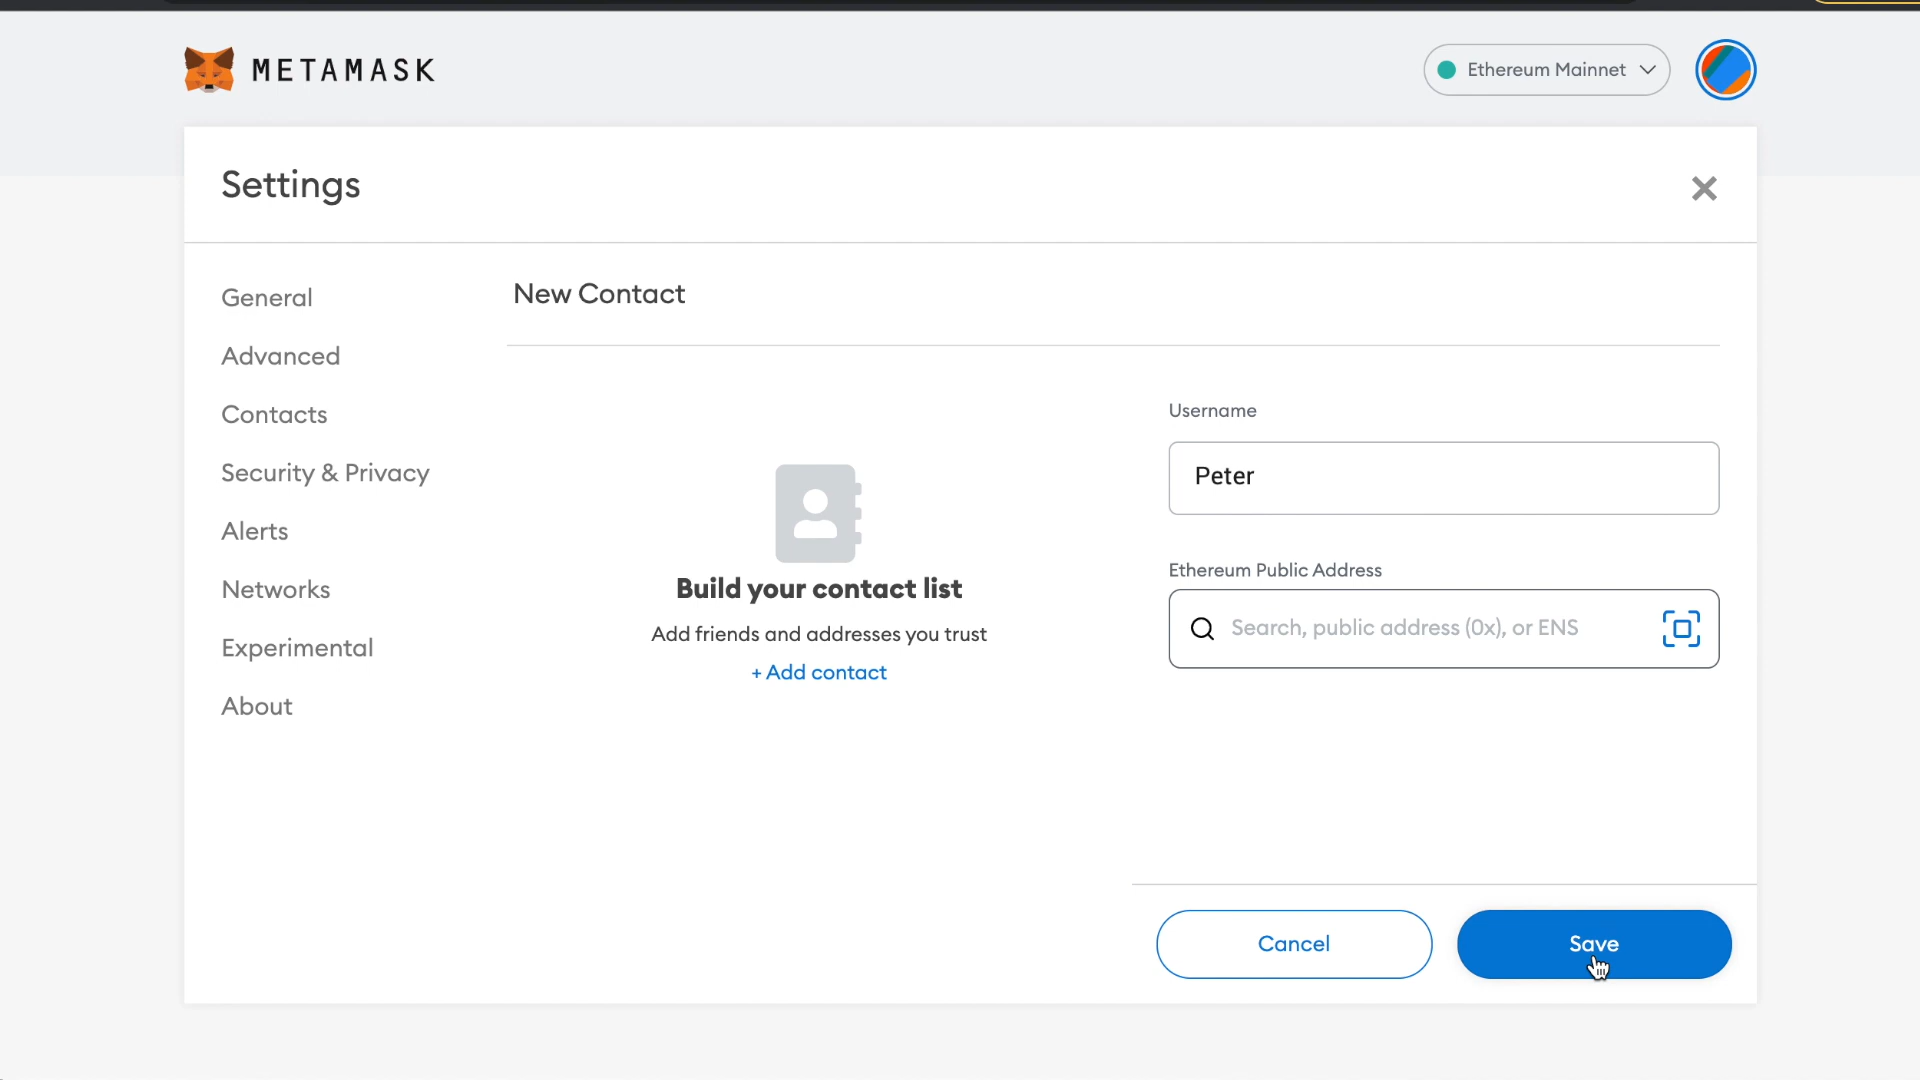 METAMASK
Ethereum Mainnet
Settings
General
Advanced
Contacts
Security & Privacy
Alerts
Networks
Experimental
About
New Contact
Build your contact list
Add friends and addresses you trust
+ Add contact
Username
Peter
Ethereum Public Address
Search, public address (0x), or ENS
Cancel
Save